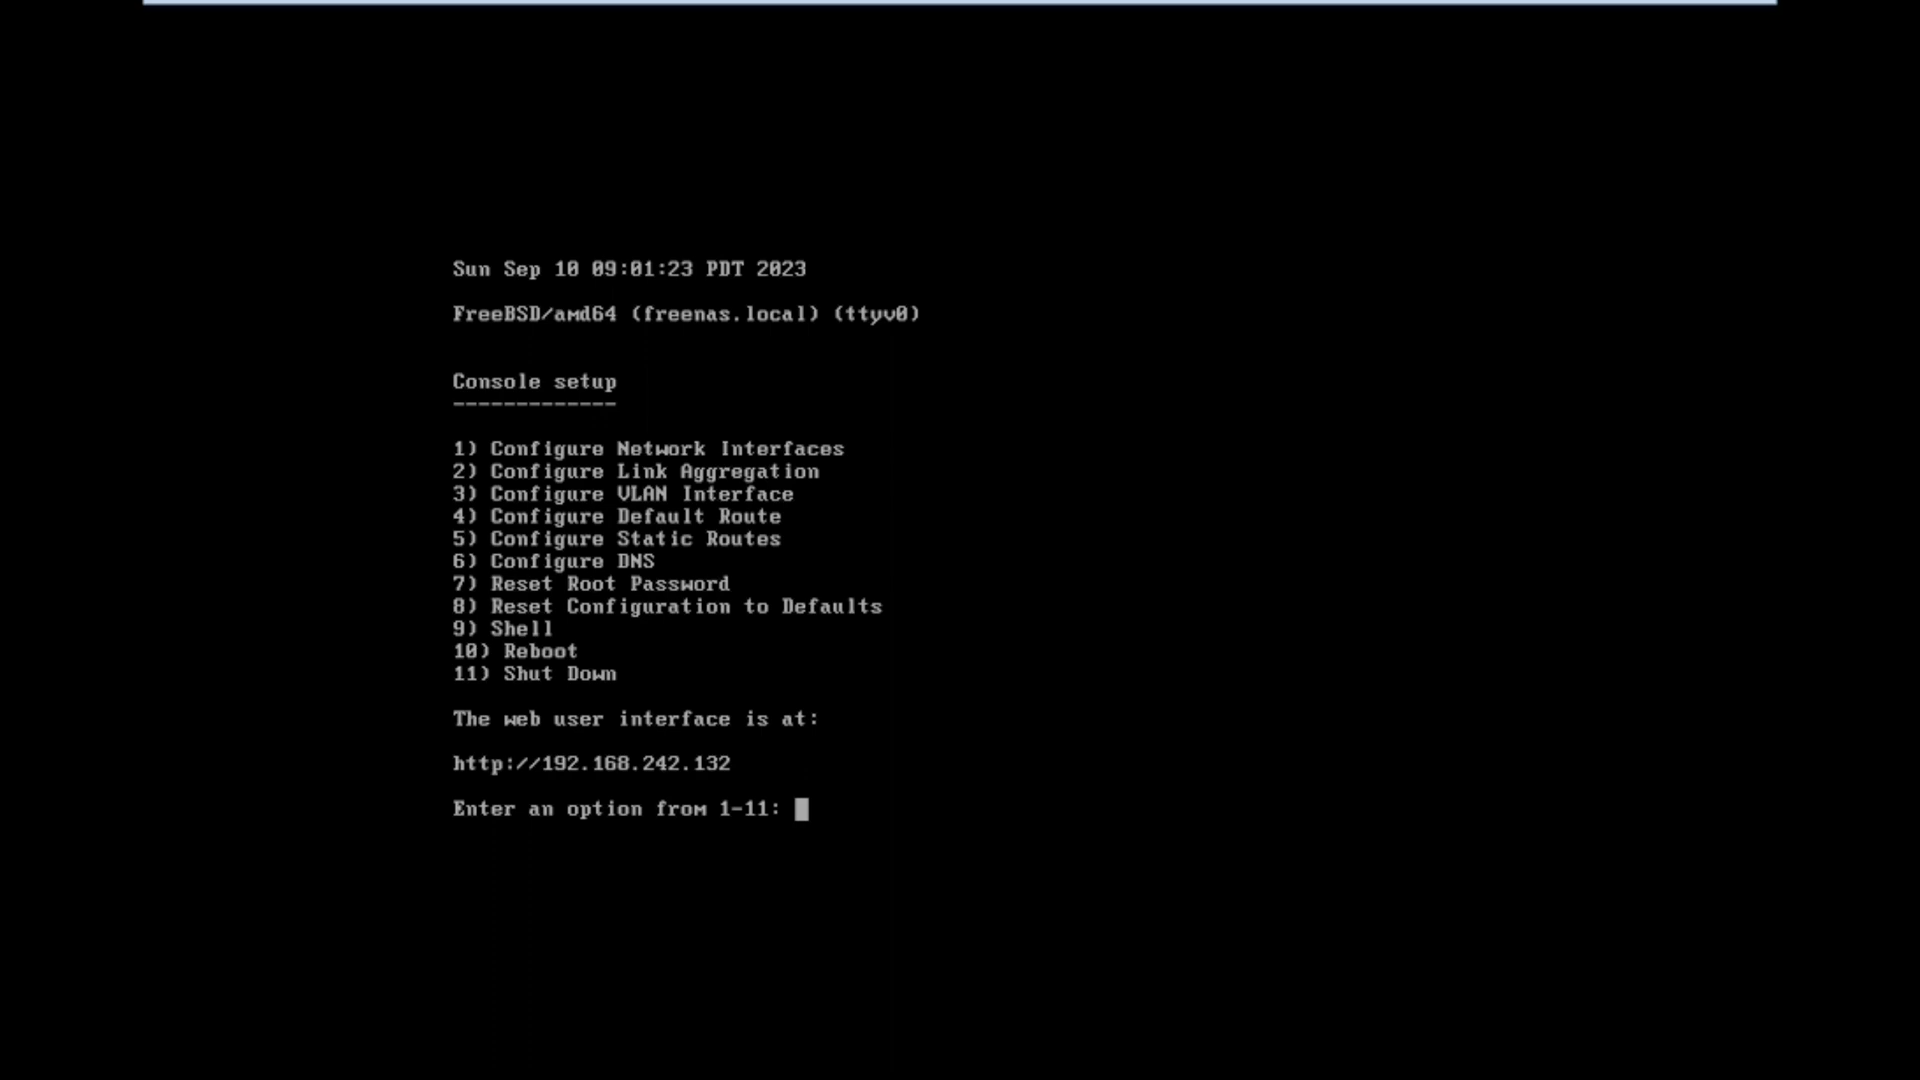 Sun Sep 10 09:01:23 PDT 2023
FreeBSD/amd64 (freenas.local) (ttyv0)
Console setup
-------------
1) Configure Network Interfaces
2) Configure Link Aggregation
3) Configure VLAN Interface
4) Configure Default Route
5) Configure Static Routes
6) Configure DNS
7) Reset Root Password
8) Reset Configuration to Defaults
9) Shell
10) Reboot
11) Shut Down
The web user interface is at:
http://192.168.242.132
Enter an option from 1-11: